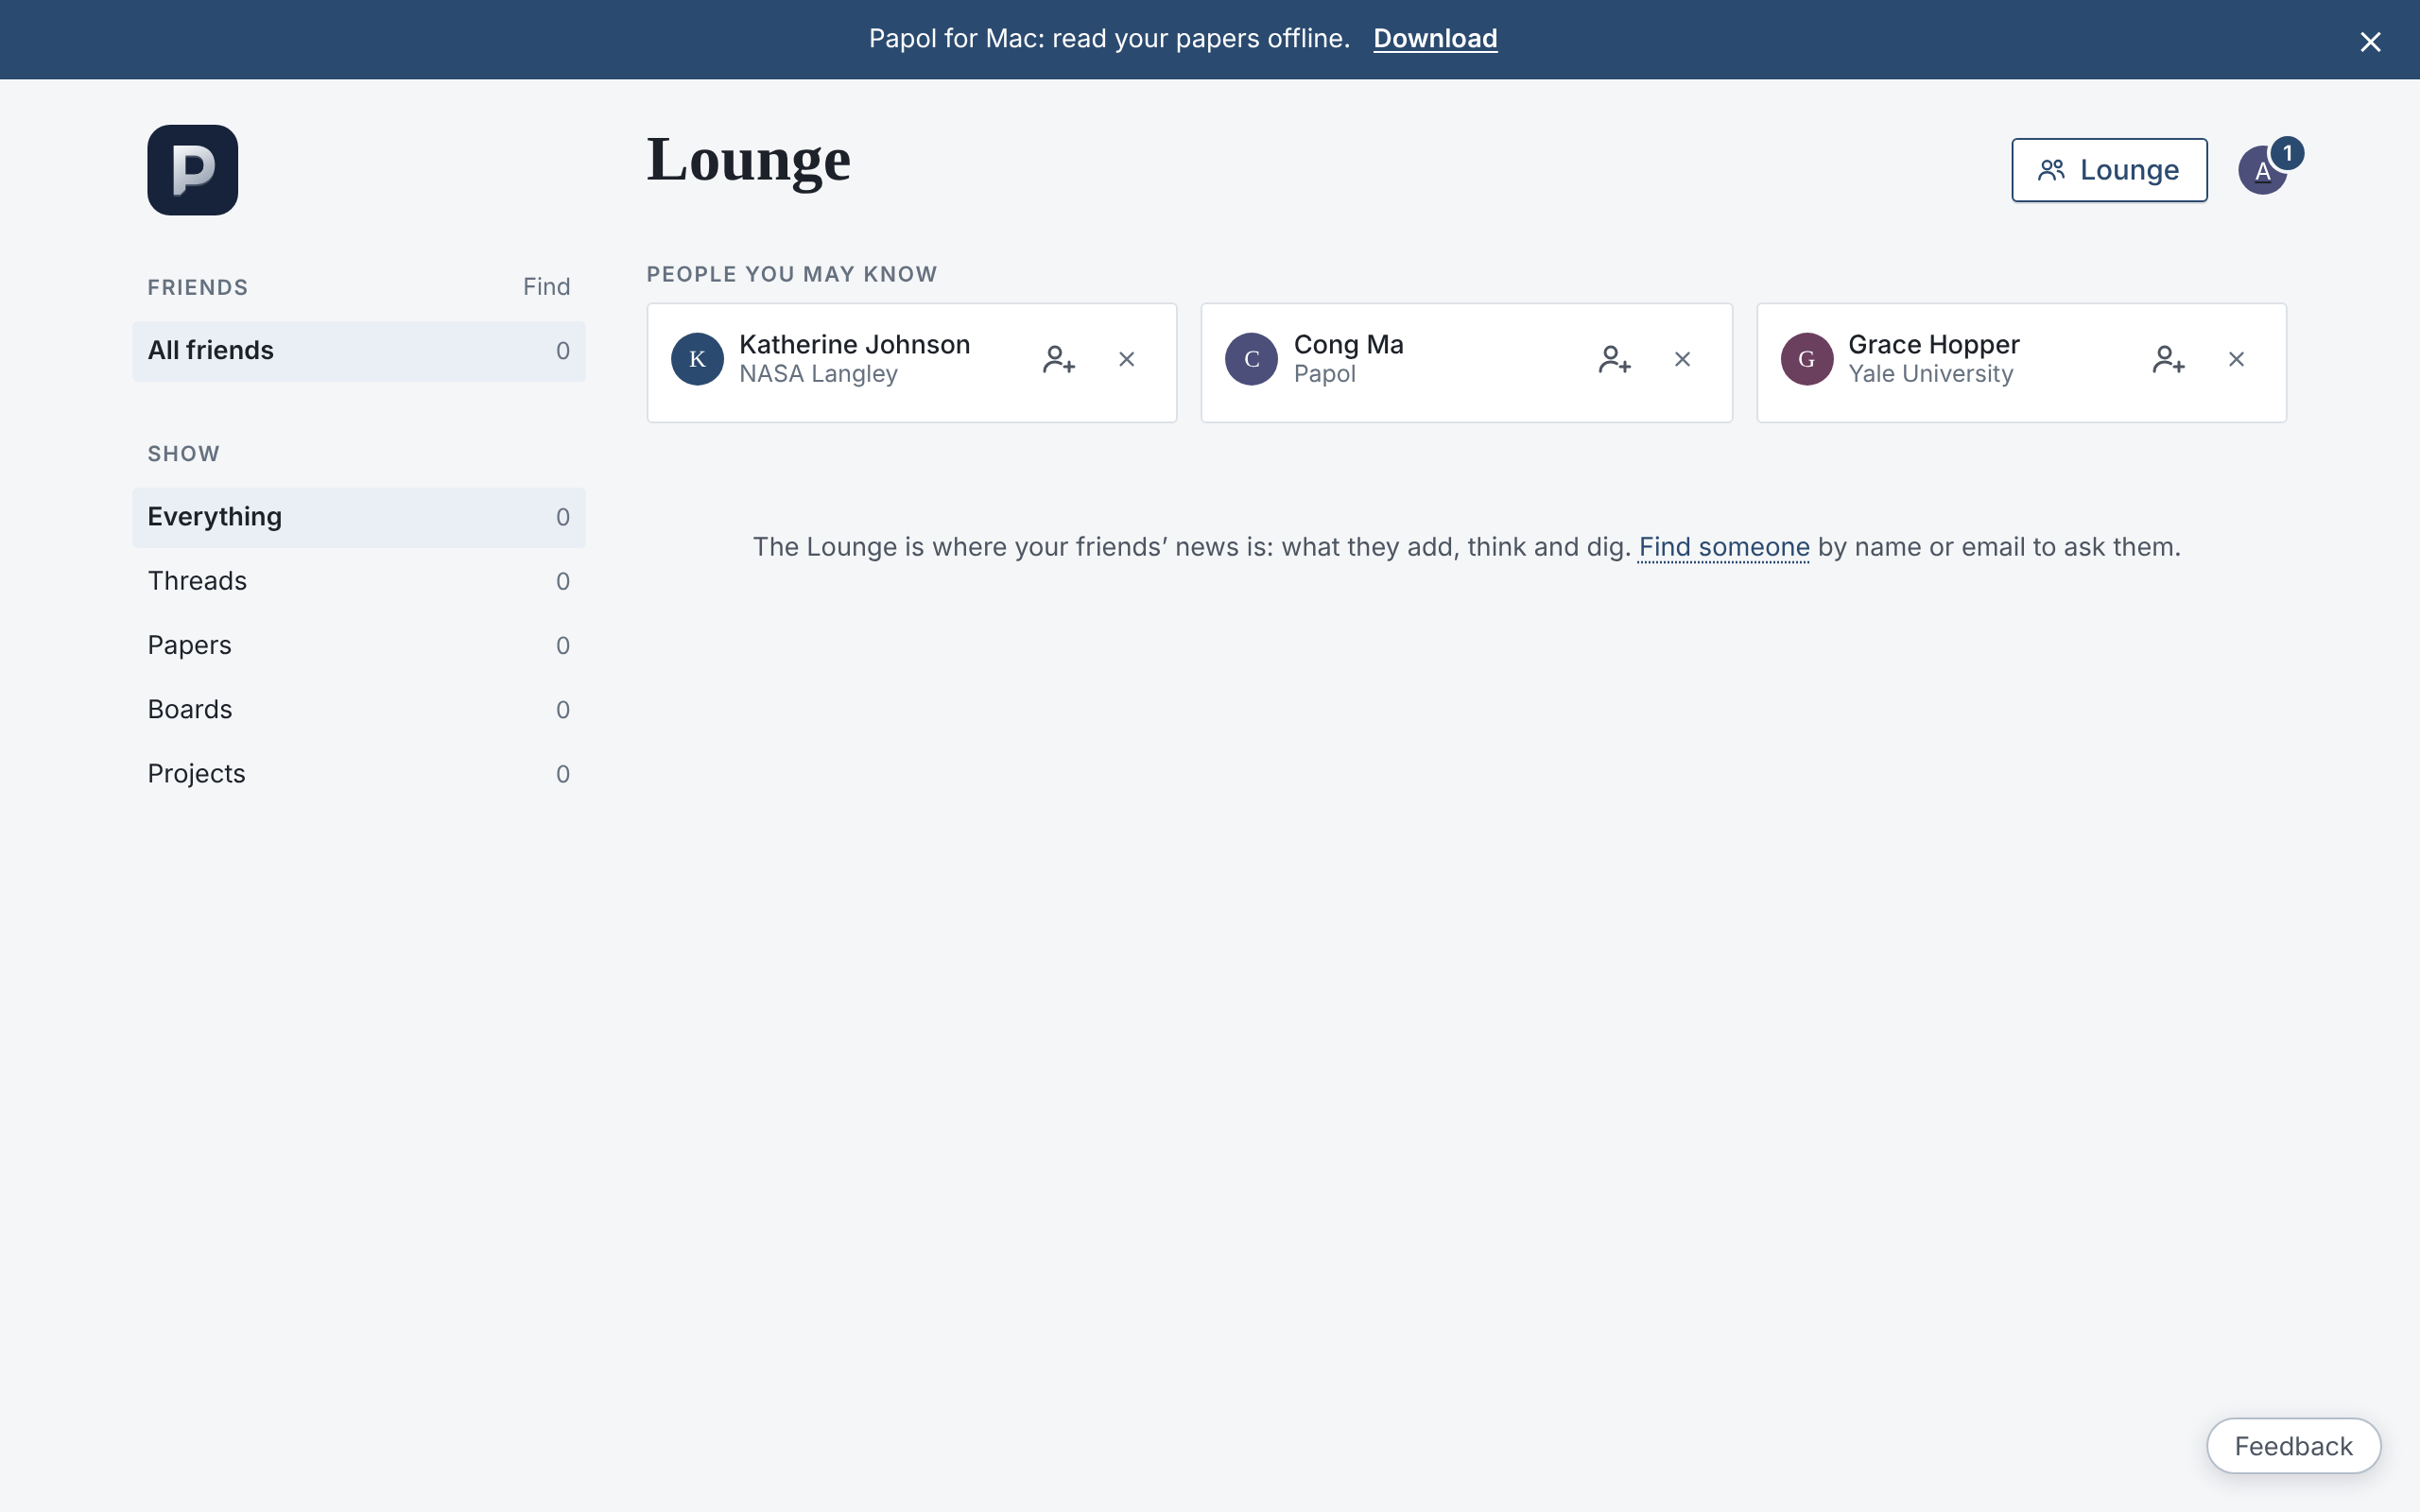 Papol for Mac: read your papers offline. Download
P
Lounge
Lounge
A
1
FRIENDS
Find
All friends
0
SHOW
Everything
0
Threads
0
Papers
0
Boards
0
Projects
0
PEOPLE YOU MAY KNOW
K
Katherine Johnson
NASA Langley
C
Cong Ma
Papol
G
Grace Hopper
Yale University
The Lounge is where your friends’ news is: what they add, think and dig. Find someone by name or email to ask them.
Feedback